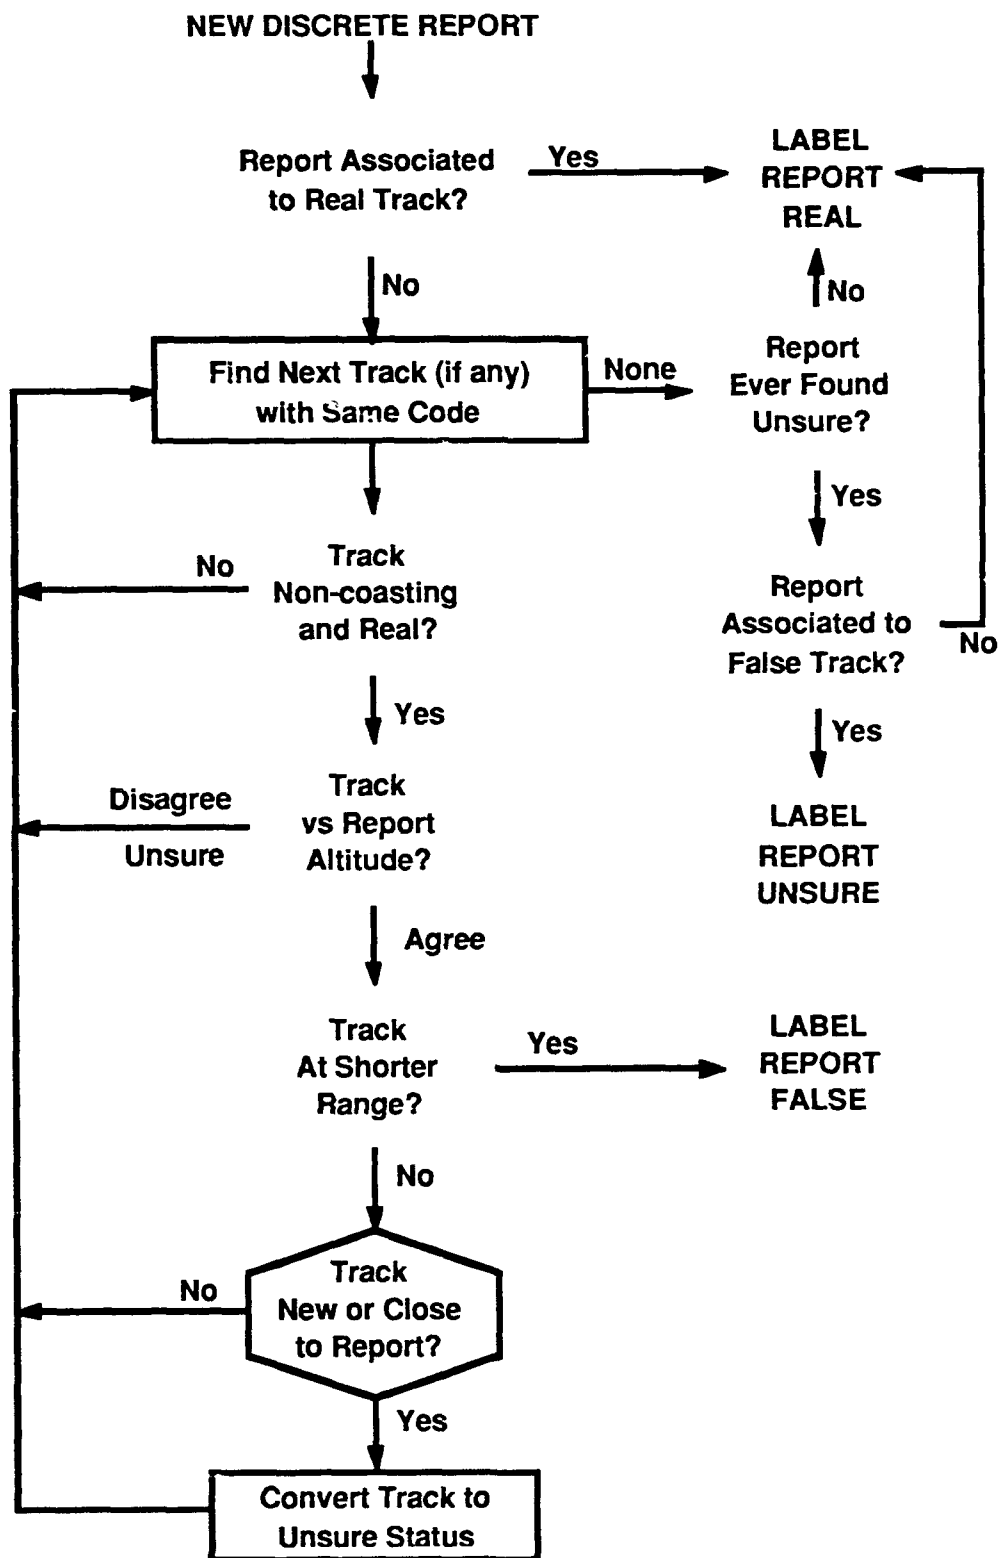 NEW DISCRETE REPORT
Report Associated
to Real Track?
Yes
LABEL
REPORT
REAL
No
No
Find Next Track (if any)
with Same Code
None
Report
Ever Found
Unsure?
Yes
Track
Non-coasting
and Real?
No
Report
Associated to
False Track?
No
Yes
Yes
Track
vs Report
Altitude?
Disagree
Unsure
LABEL
REPORT
UNSURE
Agree
Track
At Shorter
Range?
Yes
LABEL
REPORT
FALSE
No
Track
New or Close
to Report?
No
Yes
Convert Track to
Unsure Status